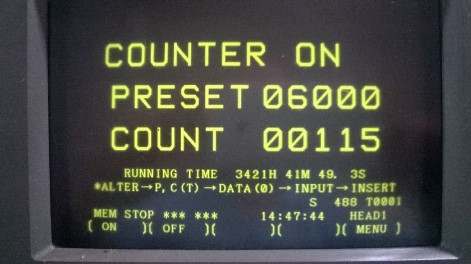 COUNTER ON
PRESET 06000
COUNT 00115
RUNNING TIME 3421H 41M 49. 3S
*ALTER→P, C(T)→DATA(0)→INPUT→INSERT
S 488 T0001
MEM STOP *** *** 14:47:44 HEAD1
[ ON )( OFF )( )( )( MENU ]